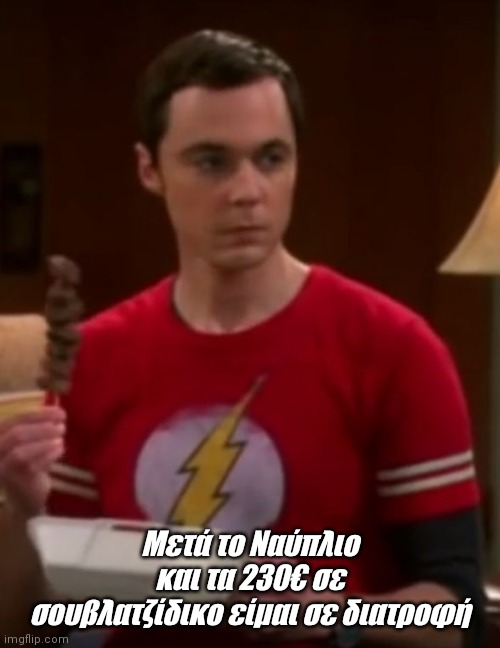 Μετά το Ναύπλιο
και τα 230€ σε
σουβλατζίδικο είμαι σε διατροφή
imgflip.com